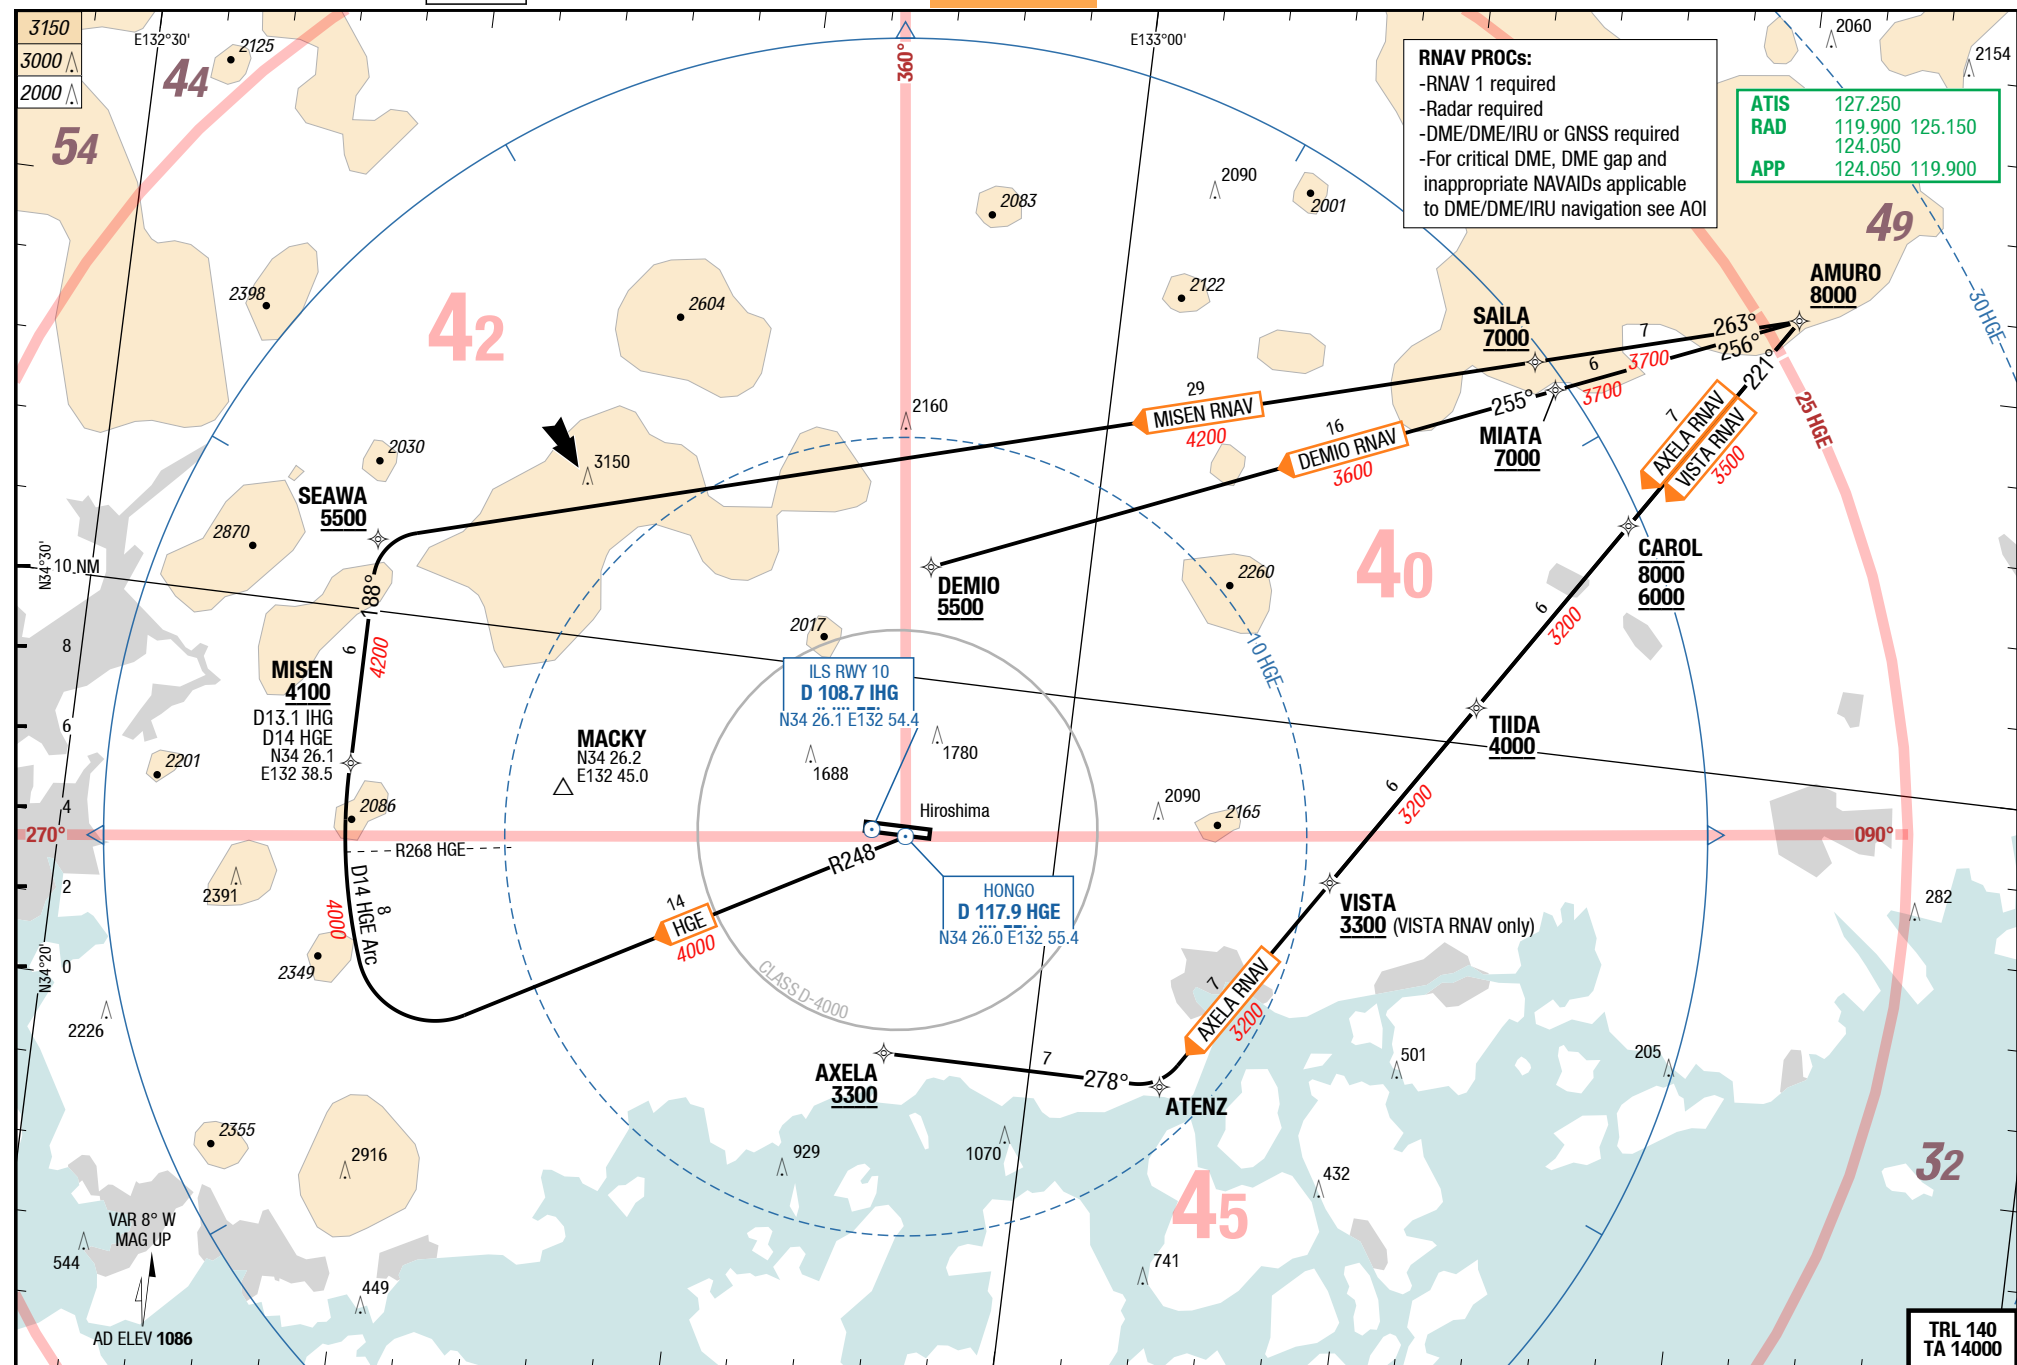 3150
3000
2000
E132°30'
2125
44
54
360°
E133°00'
RNAV PROCs:
-RNAV 1 required
-Radar required
-DME/DME/IRU or GNSS required
-For critical DME, DME gap and
inappropriate NAVAIDs applicable
to DME/DME/IRU navigation see AOI
2060
2154
ATIS 127.250
RAD 119.900 125.150
124.050
APP 124.050 119.900
49
2083
2090
2001
AMURO
8000
30 HGE
2398
42
2604
2122
SAILA
7000
7
263°
3700
256°
6
3700
221°
25 HGE
29
MISEN RNAV
4200
255°
MIATA
7000
16
DEMIO RNAV
3600
7
AXELA RNAV
VISTA RNAV
3500
2160
2030
3150
SEAWA
5500
2870
N34°30'
10 NM
188°
DEMIO
5500
2260
40
CAROL
8000
6000
6
3200
8
6
4
2
0
2017
10 HGE
9
4200
MISEN
4100
D13.1 IHG
D14 HGE
N34 26.1
E132 38.5
ILS RWY 10
D 108.7 IHG
N34 26.1 E132 54.4
MACKY
N34 26.2
E132 45.0
1688
1780
TIIDA
4000
6
3200
2201
2086
Hiroshima
2090
2165
270°
090°
R268 HGE
R248
D14 HGE Arc
8
4000
2391
14
HGE
4000
HONGO
D 117.9 HGE
N34 26.0 E132 55.4
VISTA
3300 (VISTA RNAV only)
282
N34°20'
2349
CLASS D-4000
7
AXELA RNAV
3200
2226
AXELA
3300
7
278°
ATENZ
501
205
2355
2916
929
1070
432
32
45
VAR 8° W
MAG UP
544
449
741
AD ELEV 1086
TRL 140
TA 14000